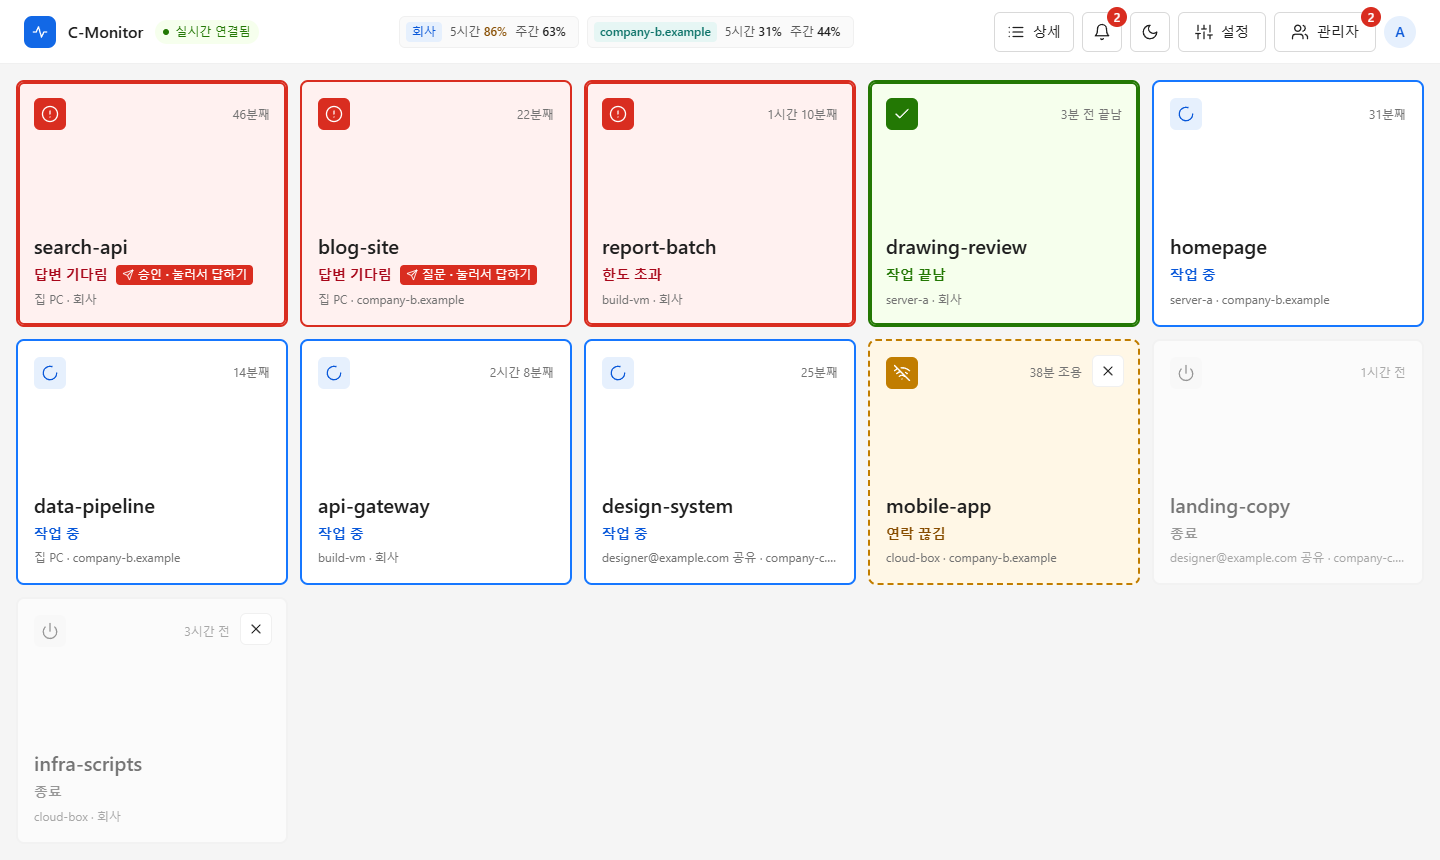 C-Monitor
실시간 연결됨
회사 5시간 86% 주간 63%
company-b.example 5시간 31% 주간 44%
상세
2
설정
관리자
2
A
46분째
search-api
답변 기다림 승인 · 눌러서 답하기
집 PC · 회사
22분째
blog-site
답변 기다림 질문 · 눌러서 답하기
집 PC · company-b.example
1시간 10분째
report-batch
한도 초과
build-vm · 회사
3분 전 끝남
drawing-review
작업 끝남
server-a · 회사
31분째
homepage
작업 중
server-a · company-b.example
14분째
data-pipeline
작업 중
집 PC · company-b.example
2시간 8분째
api-gateway
작업 중
build-vm · 회사
25분째
design-system
작업 중
designer@example.com 공유 · company-c....
38분 조용
mobile-app
연락 끊김
cloud-box · company-b.example
1시간 전
landing-copy
종료
designer@example.com 공유 · company-c....
3시간 전
infra-scripts
종료
cloud-box · 회사